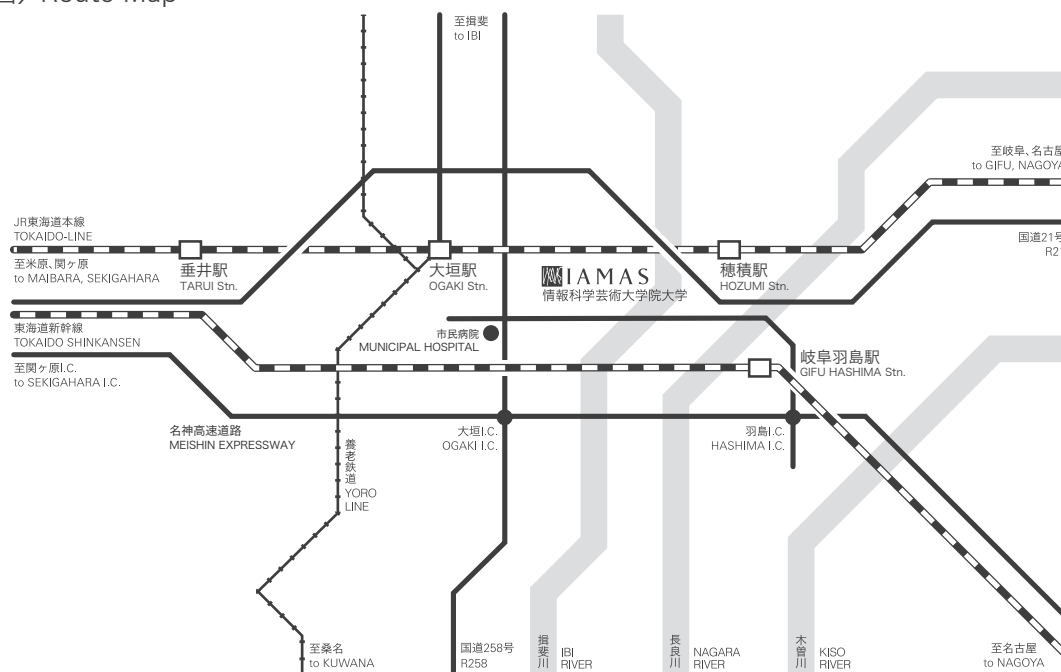 Route Map
至揖斐
to IBI
至岐阜、名古屋
to GIFU, NAGOYA
JR東海道本線
TOKAIDO-LINE
至米原、関ヶ原
to MAIBARA, SEKIGAHARA
垂井駅
TARUI Stn.
大垣駅
OGAKI Stn.
IAMAS
情報科学芸術大学院大学
穂積駅
HOZUMI Stn.
国道21号
東海道新幹線
TOKAIDO SHINKANSEN
至関ヶ原I.C.
to SEKIGAHARA I.C.
市民病院
MUNICIPAL HOSPITAL
岐阜羽島駅
GIFU HASHIMA Stn.
名神高速道路
MEISHIN EXPRESSWAY
大垣I.C.
OGAKI I.C.
羽島I.C.
HASHIMA I.C.
養老鉄道
YORO
LINE
至桑名
to KUWANA
国道258号
R258
揖斐川
IBI
RIVER
長良川
NAGARA
RIVER
木曽川
KISO
RIVER
至名古屋
to NAGOYA